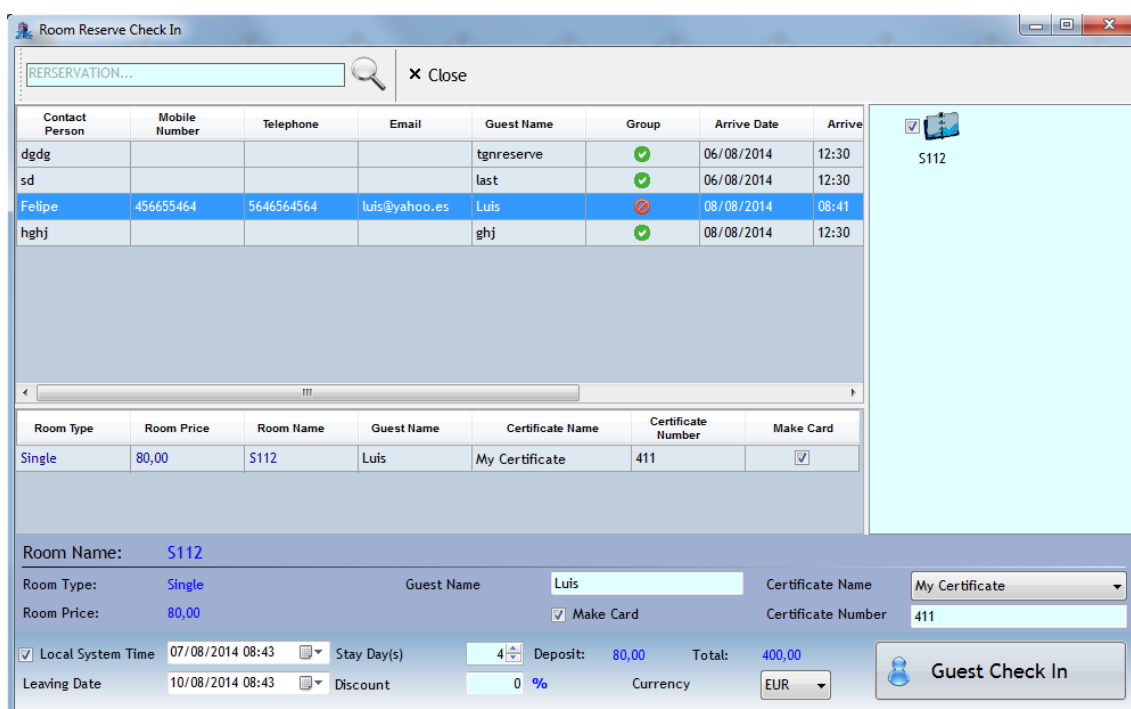 Room Reserve Check In
RERSERVATION...
× Close
Contact Person Mobile Number Telephone Email Guest Name Group Arrive Date Arrive
dgdg tgnreserve 06/08/2014 12:30
sd last 06/08/2014 12:30
Felipe 456655464 5646564564 luis@yahoo.es Luis 08/08/2014 08:41
hghj ghj 08/08/2014 12:30
S112
Room Type Room Price Room Name Guest Name Certificate Name Certificate Number Make Card
Single 80,00 S112 Luis My Certificate 411
Room Name: S112
Room Type: Single Guest Name Luis Certificate Name My Certificate
Room Price: 80,00 Make Card Certificate Number 411
Local System Time 07/08/2014 08:43 Stay Day(s) 4 Deposit: 80,00 Total: 400,00
Leaving Date 10/08/2014 08:43 Discount 0 % Currency EUR
Guest Check In